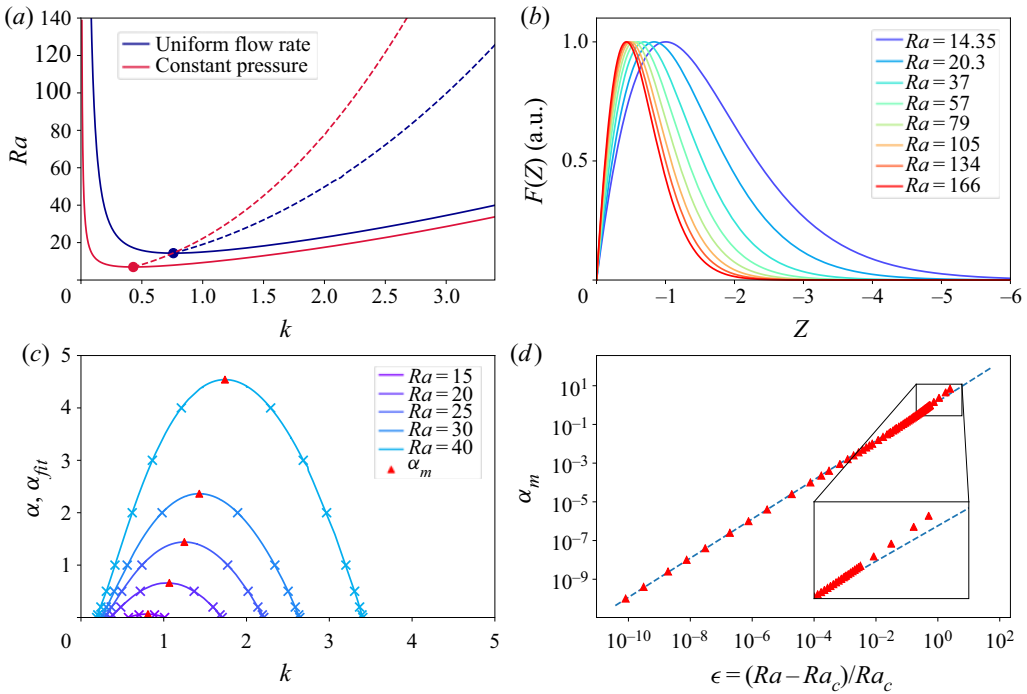 (a)
140
120
100
80
60
40
20
0
0.5
1.0
1.5
2.0
2.5
3.0
Ra
k
Uniform flow rate
Constant pressure
(b)
1.0
0.5
0
–1
–2
–3
–4
–5
–6
F(Z) (a.u.)
Z
Ra = 14.35
Ra = 20.3
Ra = 37
Ra = 57
Ra = 79
Ra = 105
Ra = 134
Ra = 166
(c)
5
4
3
2
1
0
1
2
3
4
5
α, α_fit
k
Ra = 15
Ra = 20
Ra = 25
Ra = 30
Ra = 40
α_m
(d)
10^1
10^–1
10^–3
10^–5
10^–7
10^–9
10^–10
10^–8
10^–6
10^–4
10^–2
10^0
10^2
α_m
ϵ = (Ra – Ra_c)/Ra_c